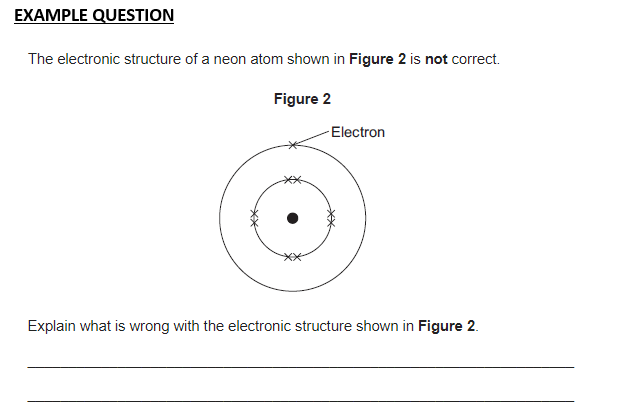 EXAMPLE QUESTION
The electronic structure of a neon atom shown in Figure 2 is not correct.
Figure 2
Electron
Explain what is wrong with the electronic structure shown in Figure 2.